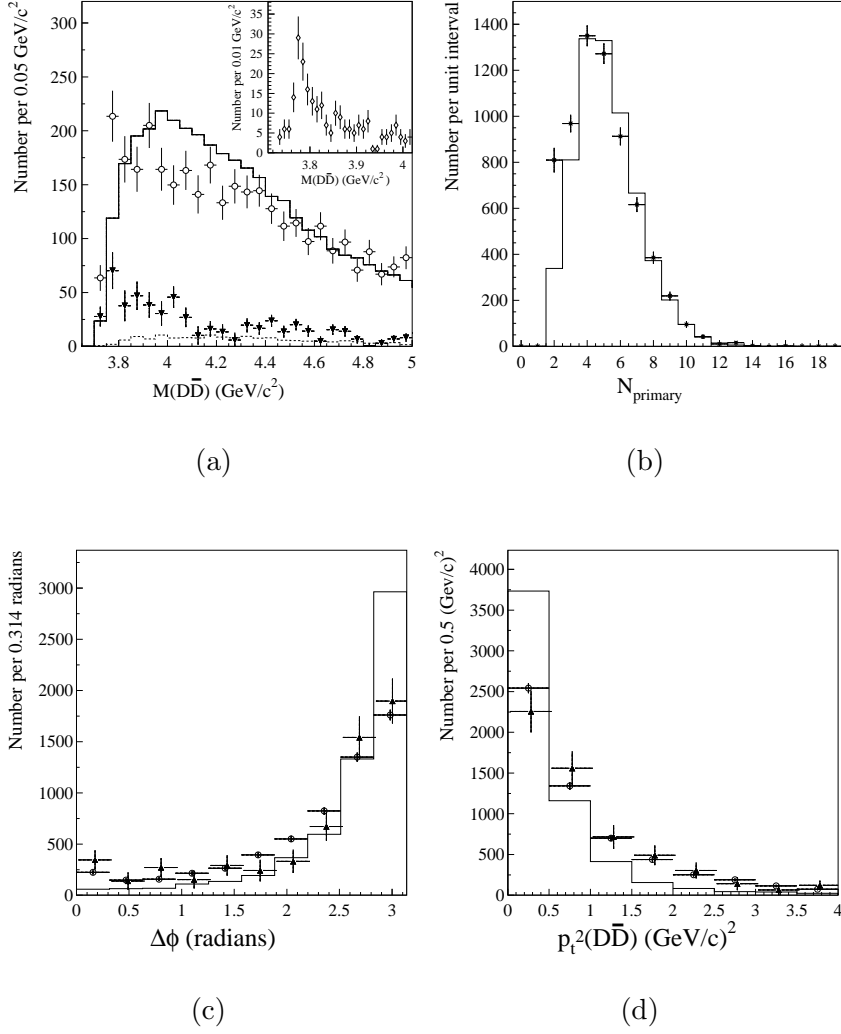 Number per 0.05 GeV/c²
300
250
200
150
100
50
0
3.8
4
4.2
4.4
4.6
4.8
5
M(DD̅) (GeV/c²)
Number per 0.01 GeV/c²
35
30
25
20
15
10
5
0
3.8
3.9
4
M(DD̅) (GeV/c²)
(a)
Number per unit interval
1400
1200
1000
800
600
400
200
0
0 2 4 6 8 10 12 14 16 18
N_primary
(b)
Number per 0.314 radians
3000
2500
2000
1500
1000
500
0
0 0.5 1 1.5 2 2.5 3
Δϕ (radians)
(c)
Number per 0.5 (Gev/c)²
4000
3500
3000
2500
2000
1500
1000
500
0
0 0.5 1 1.5 2 2.5 3 3.5 4
pₜ²(DD̅) (GeV/c)²
(d)